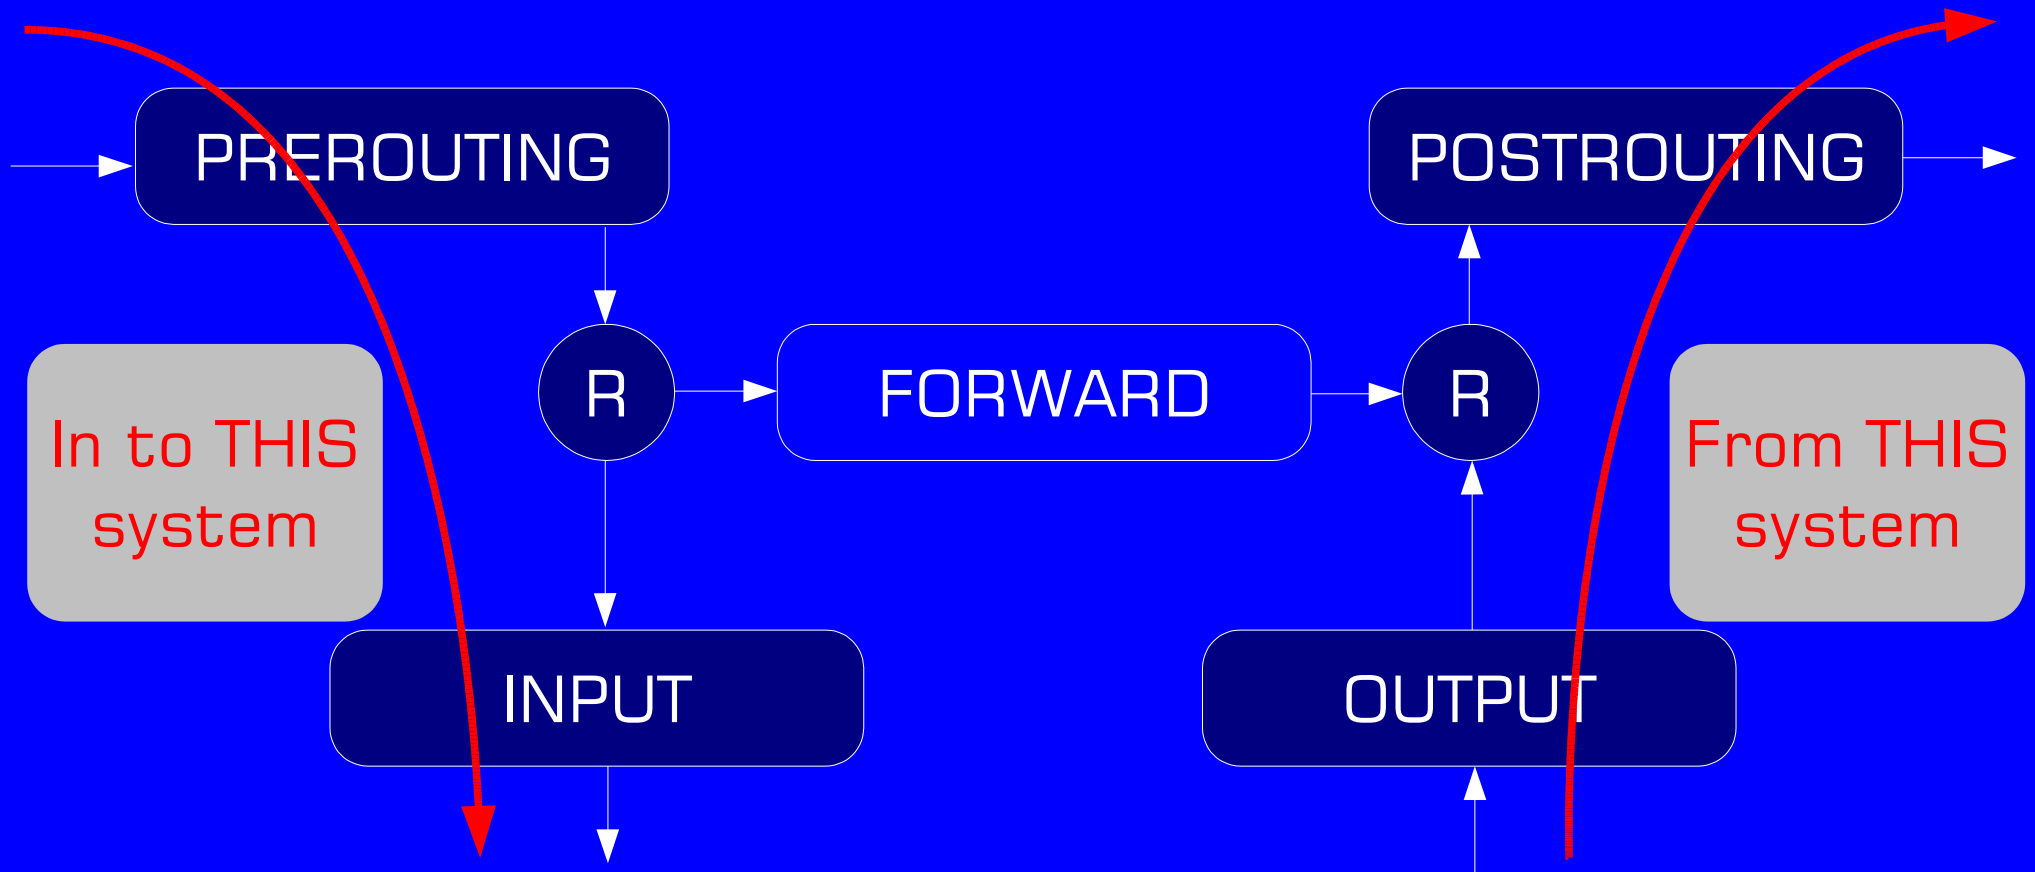 PREROUTING
POSTROUTING
R
FORWARD
R
In to THIS
system
From THIS
system
INPUT
OUTPUT